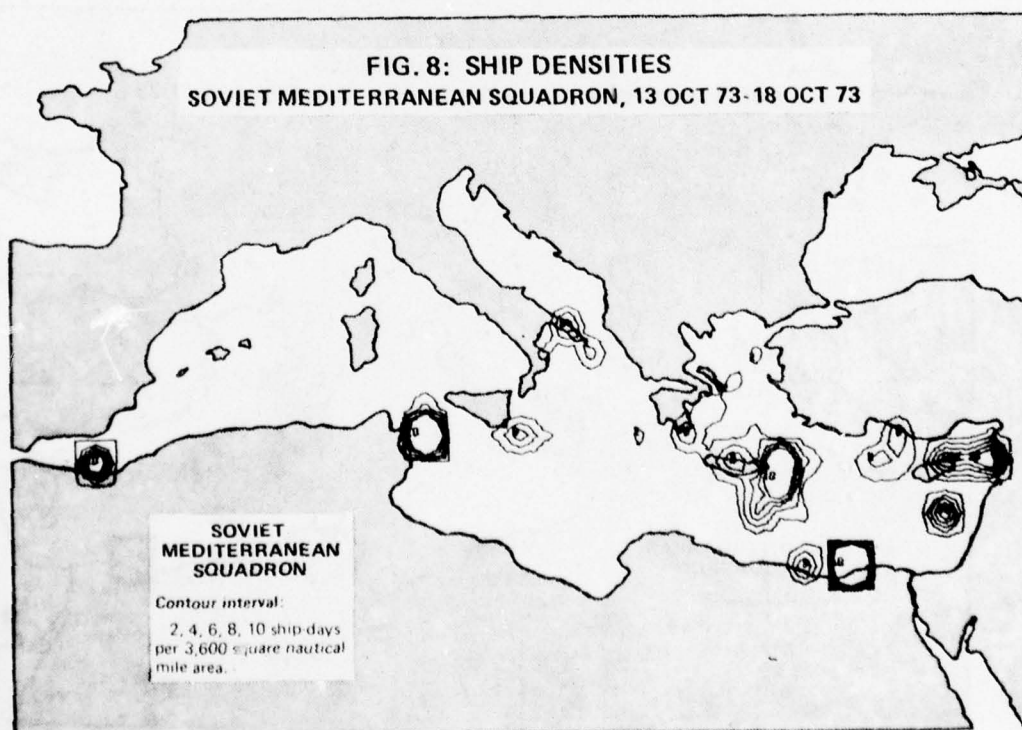 FIG. 8: SHIP DENSITIES
SOVIET MEDITERRANEAN SQUADRON, 13 OCT 73-18 OCT 73
SOVIET
MEDITERRANEAN
SQUADRON
Contour interval:
2, 4, 6, 8, 10 ship-days
per 3,600 square nautical
mile area.